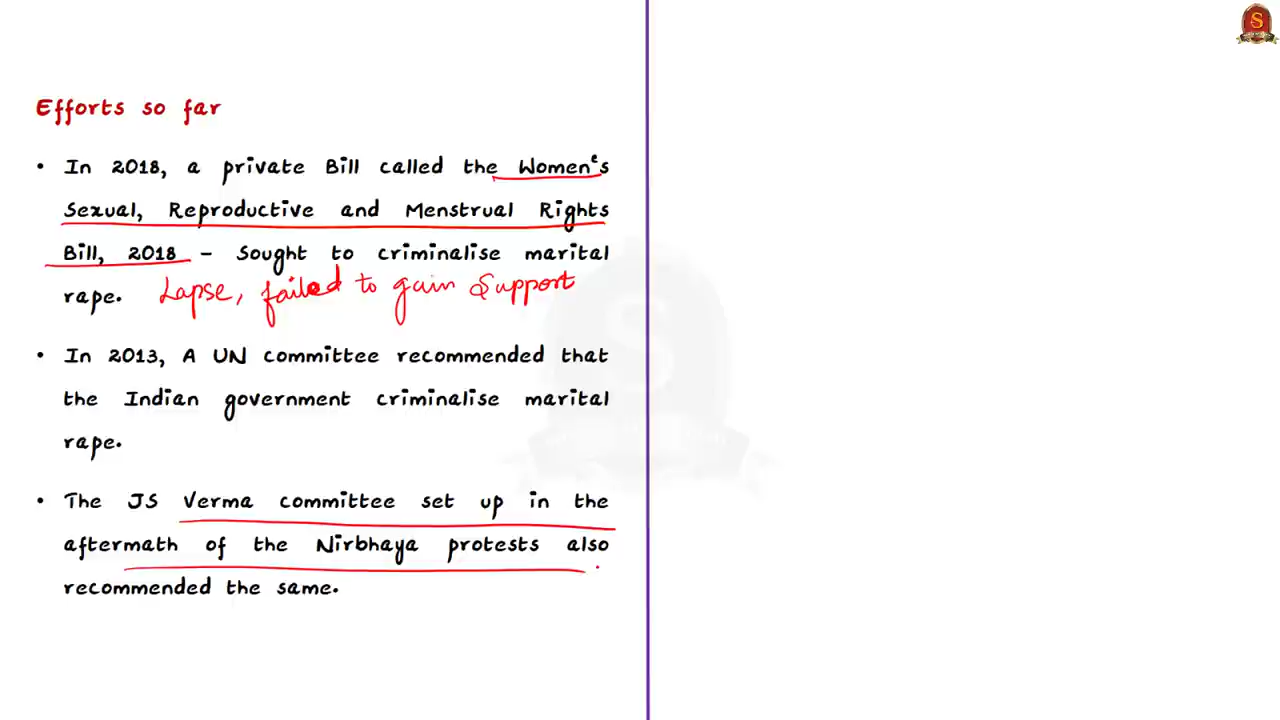 Efforts so far
• In 2018, a private Bill called the Women's
Sexual, Reproductive and Menstrual Rights
Bill, 2018 – Sought to criminalise marital
rape. Lapse, failed to gain Support
• In 2013, A UN committee recommended that
the Indian government criminalise marital
rape.
• The JS Verma committee set up in the
aftermath of the Nirbhaya protests also
recommended the same.
S